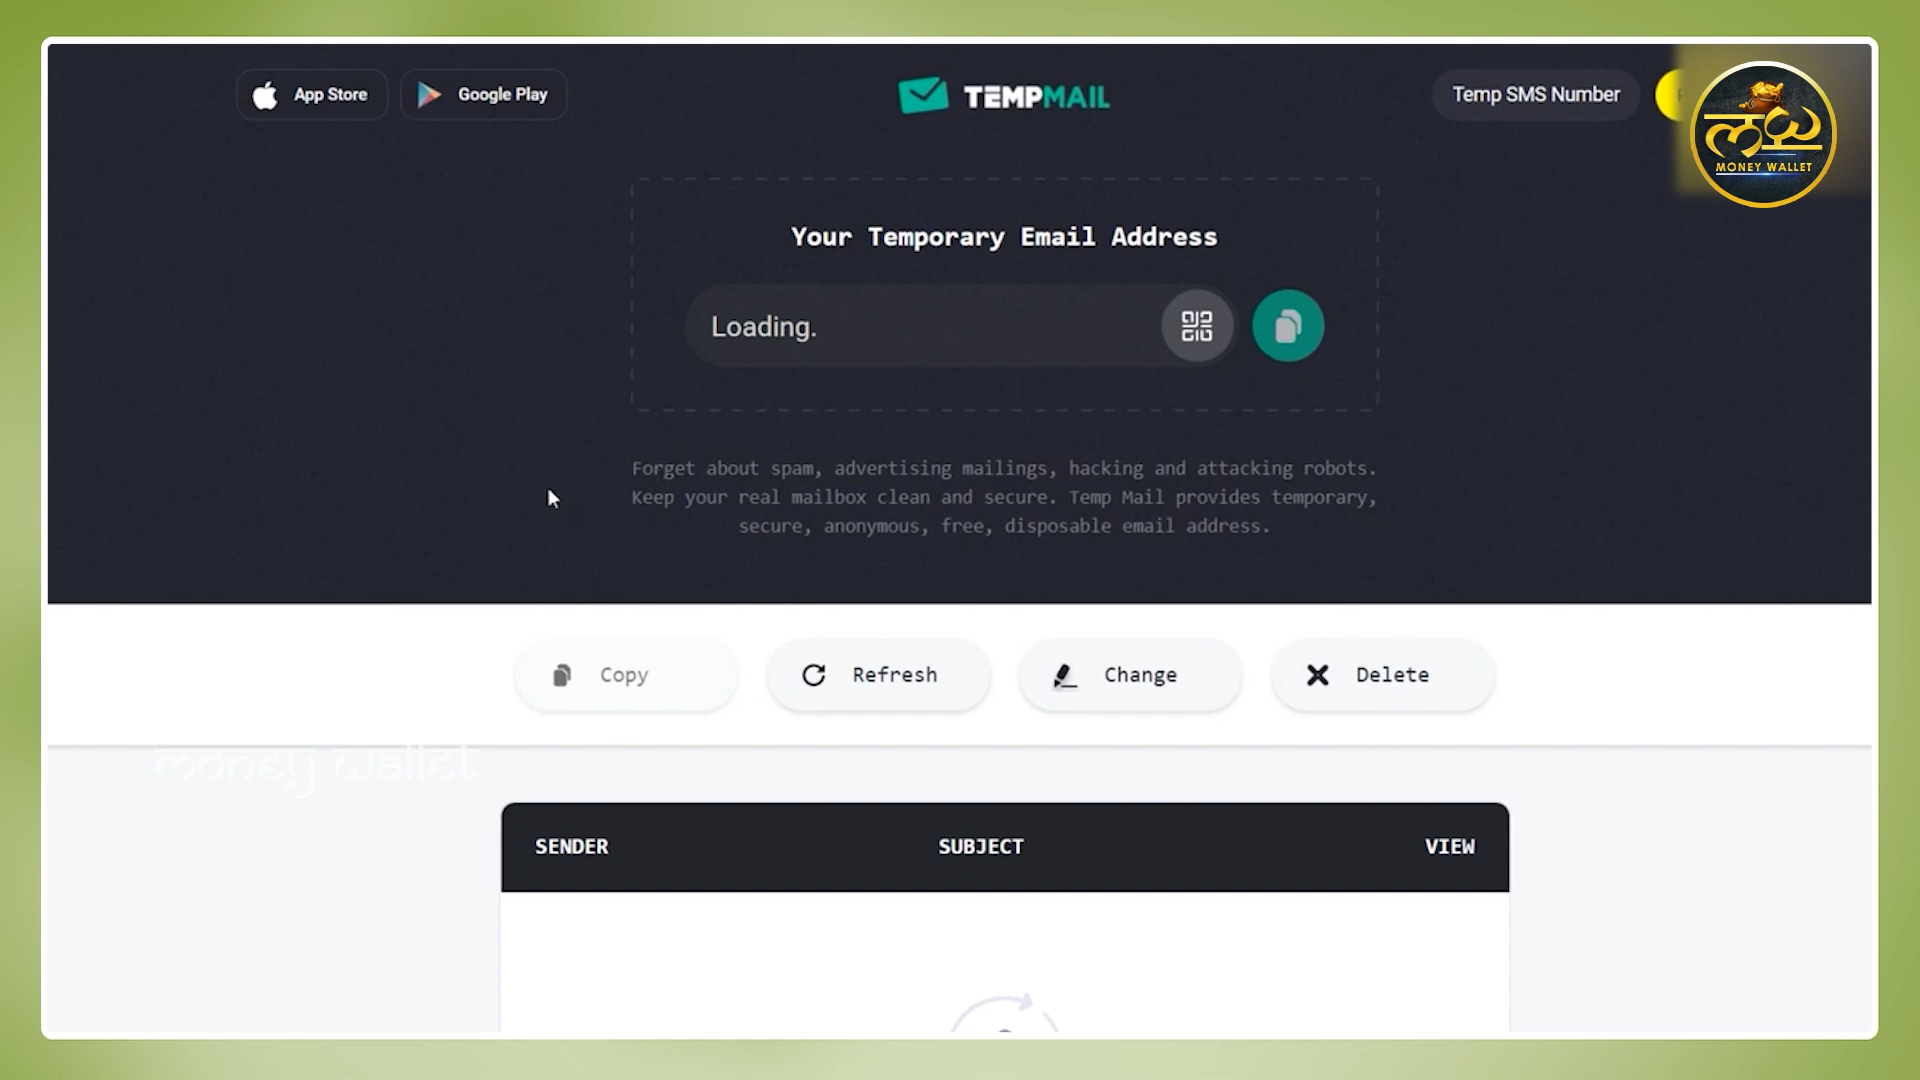 App Store
Google Play
TEMPMAIL
Temp SMS Number
MONEY WALLET
Your Temporary Email Address
Loading.
Forget about spam, advertising mailings, hacking and attacking robots.
Keep your real mailbox clean and secure. Temp Mail provides temporary,
secure, anonymous, free, disposable email address.
Copy
Refresh
Change
Delete
money wallet
SENDER
SUBJECT
VIEW